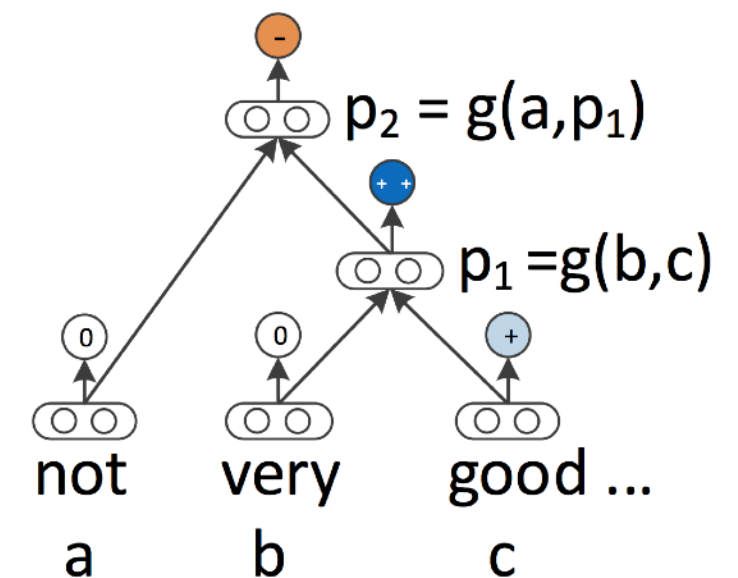 -
p₂ = g(a,p₁)
+ +
p₁ =g(b,c)
0 0 +
not very good ...
a b c